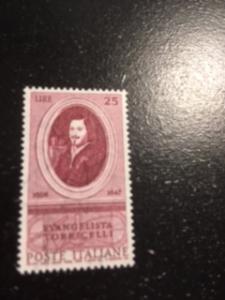 LIRE 25
1608 1647
EVANGELISTA
TORRICELLI
POSTE ITALIANE